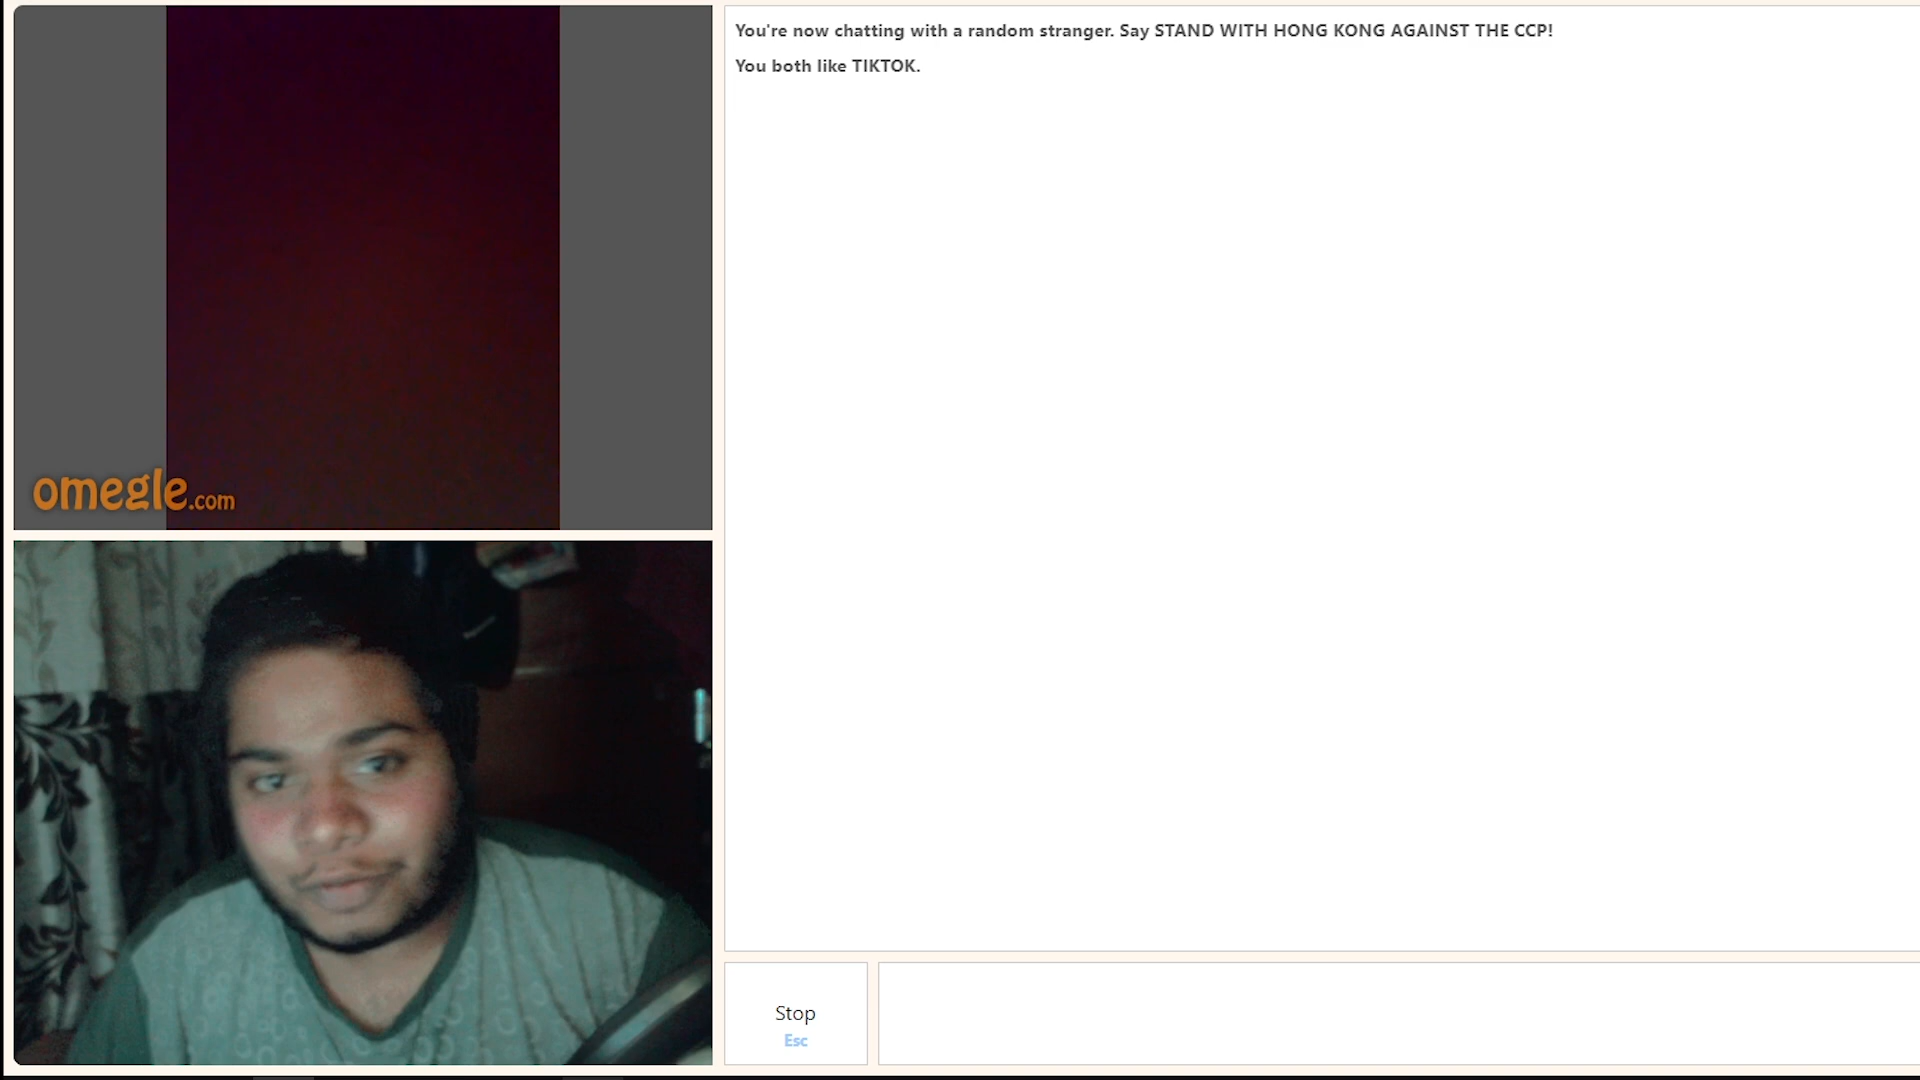 You're now chatting with a random stranger. Say STAND WITH HONG KONG AGAINST THE CCP!
You both like TIKTOK.
omegle.com
Stop
Esc